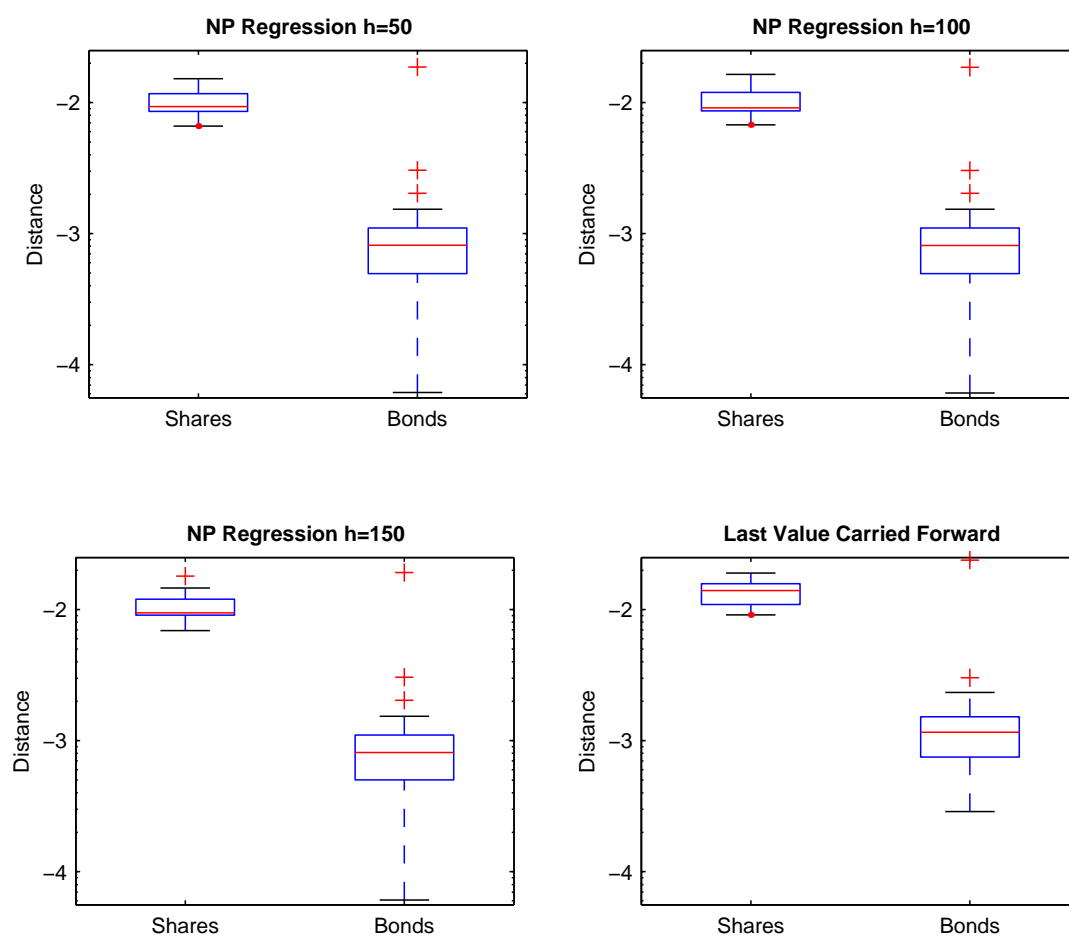 NP Regression h=50
Distance
−2
−3
−4
Shares Bonds
NP Regression h=100
Distance
−2
−3
−4
Shares Bonds
NP Regression h=150
Distance
−2
−3
−4
Shares Bonds
Last Value Carried Forward
Distance
−2
−3
−4
Shares Bonds